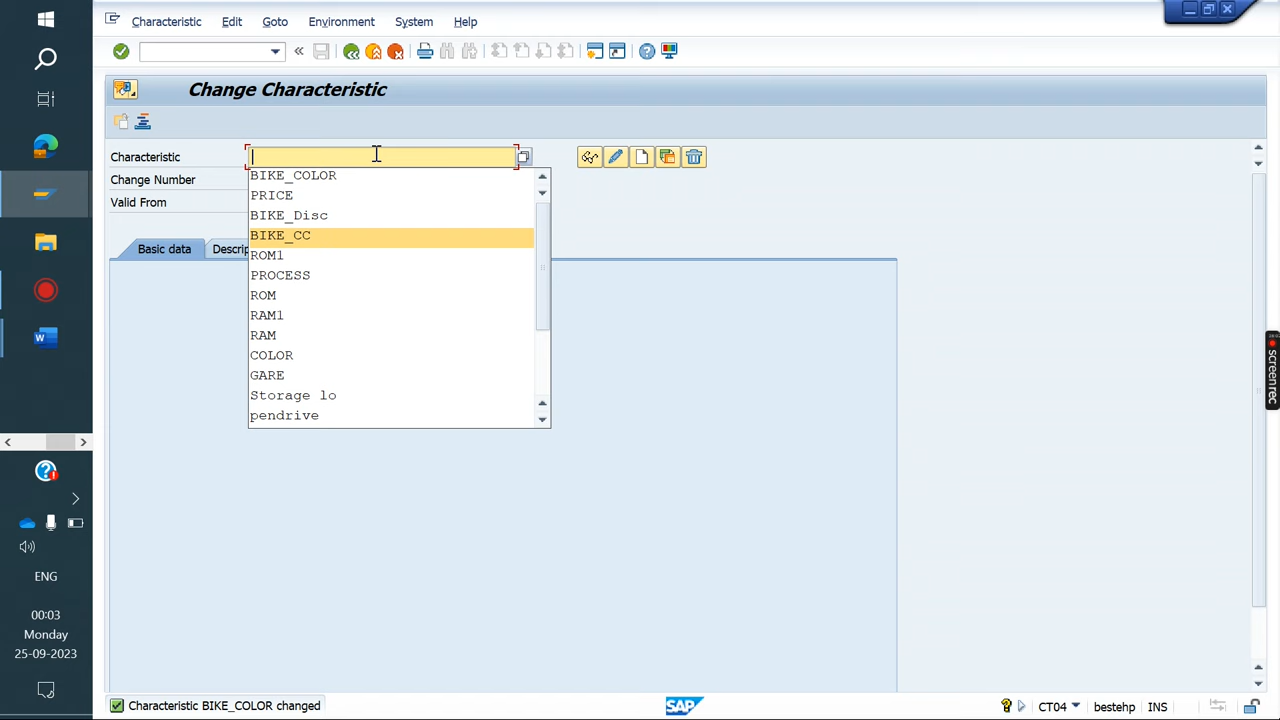 Characteristic Edit Goto Environment System Help
Change Characteristic
Characteristic
Change Number
Valid From
BIKE_COLOR
PRICE
BIKE_Disc
BIKE_CC
ROM1
PROCESS
ROM
RAM1
RAM
COLOR
GARE
Storage lo
pendrive
Basic data Descrip
screenrec
ENG
00:03
Monday
25-09-2023
Characteristic BIKE_COLOR changed
SAP
CT04 bestehp INS